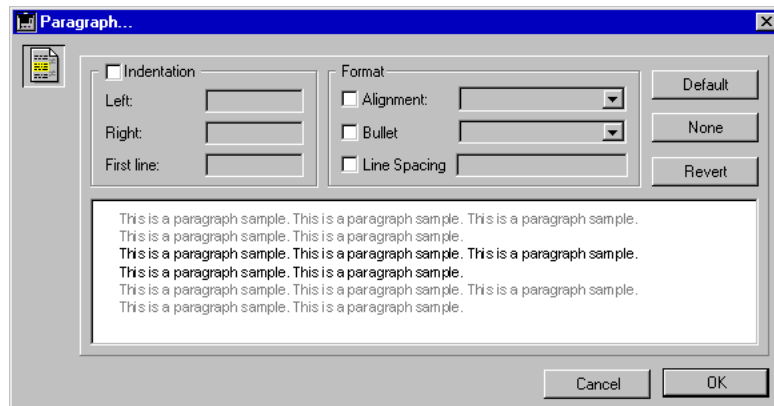 Paragraph...
Indentation
Left:
Right:
First line:
Format
Alignment:
Bullet
Line Spacing
Default
None
Revert
This is a paragraph sample. This is a paragraph sample. This is a paragraph sample.
This is a paragraph sample. This is a paragraph sample.
This is a paragraph sample. This is a paragraph sample. This is a paragraph sample.
This is a paragraph sample. This is a paragraph sample.
This is a paragraph sample. This is a paragraph sample. This is a paragraph sample.
This is a paragraph sample. This is a paragraph sample.
Cancel
OK